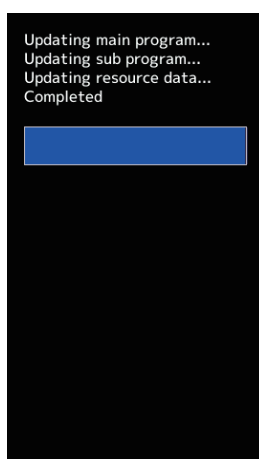 Updating main program...
Updating sub program...
Updating resource data...
Completed